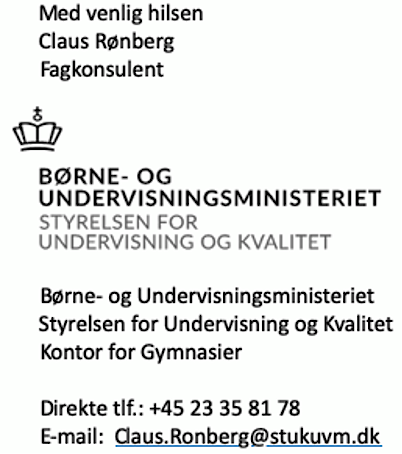 Med venlig hilsen
Claus Rønberg
Fagkonsulent
BØRNE- OG
UNDERVISNINGSMINISTERIET
STYRELSEN FOR
UNDERVISNING OG KVALITET
Børne- og Undervisningsministeriet
Styrelsen for Undervisning og Kvalitet
Kontor for Gymnasier
Direkte tlf.: +45 23 35 81 78
E-mail: Claus.Ronberg@stukuvm.dk